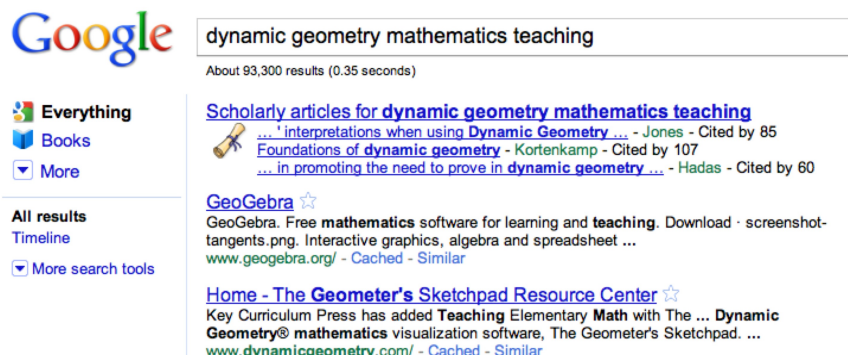 Google
dynamic geometry mathematics teaching
About 93,300 results (0.35 seconds)
Everything
Books
More
All results
Timeline
More search tools
Scholarly articles for dynamic geometry mathematics teaching
... ' interpretations when using Dynamic Geometry ... - Jones - Cited by 85
Foundations of dynamic geometry - Kortenkamp - Cited by 107
... in promoting the need to prove in dynamic geometry ... - Hadas - Cited by 60
GeoGebra
GeoGebra. Free mathematics software for learning and teaching. Download · screenshot-
tangents.png. Interactive graphics, algebra and spreadsheet ...
www.geogebra.org/ - Cached - Similar
Home - The Geometer's Sketchpad Resource Center
Key Curriculum Press has added Teaching Elementary Math with The ... Dynamic
Geometry® mathematics visualization software, The Geometer's Sketchpad. ...
www.dynamicgeometry.com/ - Cached - Similar